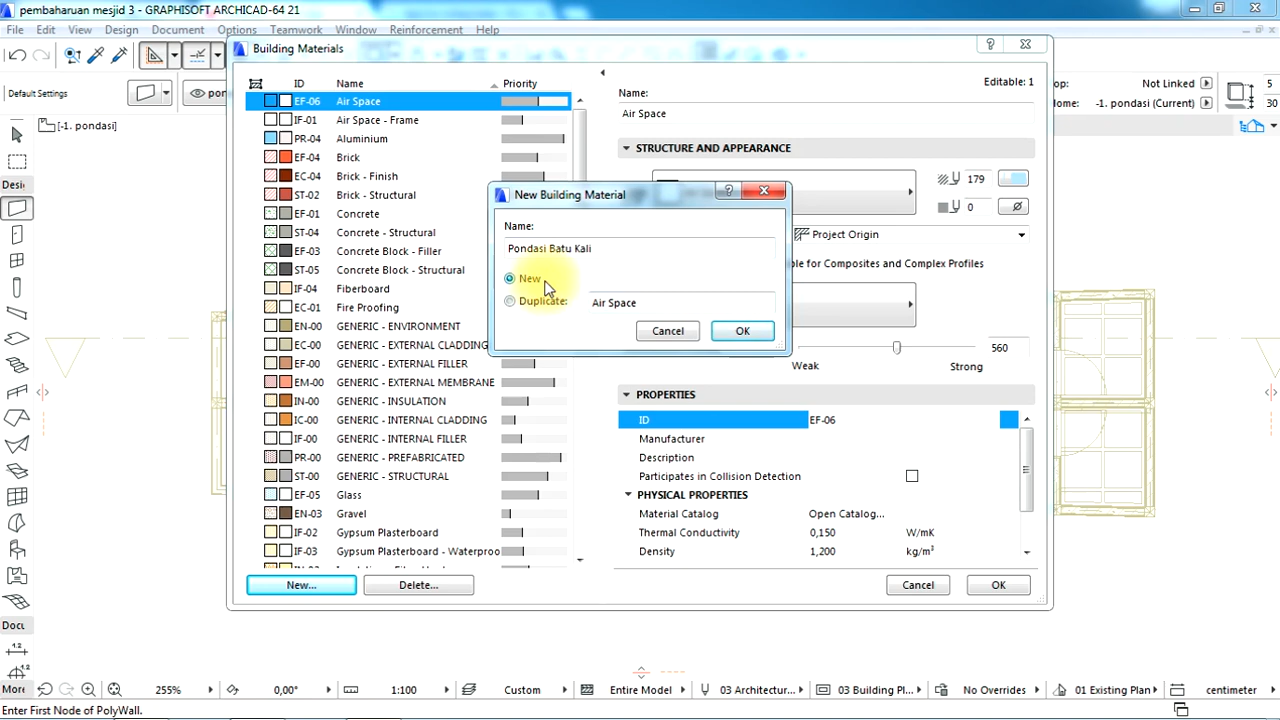 pembaharuan mesjid 3 - GRAPHISOFT ARCHICAD-64 21
File Edit View Design Document Options Teamwork Window Reinforcement Help
Default Settings
Not Linked
5
-1. pondasi (Current)
30
[-1. pondasi]
Building Materials
ID Name Priority
EF-06 Air Space
IF-01 Air Space - Frame
PR-04 Aluminium
EF-04 Brick
EC-04 Brick - Finish
ST-02 Brick - Structural
EF-01 Concrete
ST-04 Concrete - Structural
EF-03 Concrete Block - Filler
ST-05 Concrete Block - Structural
IF-04 Fiberboard
EC-01 Fire Proofing
EN-00 GENERIC - ENVIRONMENT
EC-00 GENERIC - EXTERNAL CLADDING
EF-00 GENERIC - EXTERNAL FILLER
EM-00 GENERIC - EXTERNAL MEMBRANE
IN-00 GENERIC - INSULATION
IC-00 GENERIC - INTERNAL CLADDING
IF-00 GENERIC - INTERNAL FILLER
PR-00 GENERIC - PREFABRICATED
ST-00 GENERIC - STRUCTURAL
EF-05 Glass
EN-03 Gravel
IF-02 Gypsum Plasterboard
IF-03 Gypsum Plasterboard - Waterproo
New... Delete...
Editable: 1
Name:
Air Space
STRUCTURE AND APPEARANCE
179
0
Project Origin
le for Composites and Complex Profiles
560
Weak Strong
PROPERTIES
ID EF-06
Manufacturer
Description
Participates in Collision Detection
PHYSICAL PROPERTIES
Material Catalog Open Catalog...
Thermal Conductivity 0,150 W/mK
Density 1,200 kg/m³
Cancel OK
New Building Material
Name:
Pondasi Batu Kali
New
Duplicate: Air Space
Cancel OK
Desi
Docu
1.2
1.2
More
255% 0,00° 1:100 Custom Entire Model 03 Architectur... 03 Building Pl... No Overrides 01 Existing Plan centimeter
Enter First Node of PolyWall.